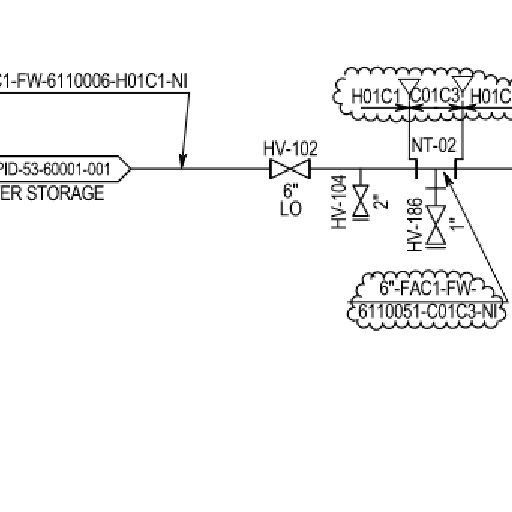 C1-FW-6110006-H01C1-NI
H01C1
C01C3
H01C
NT-02
HV-102
PID-53-60001-001
ER STORAGE
6"
LO
HV-104
2"
HV-186
1"
6"-FAC1-FW-
6110051-C01C3-NI